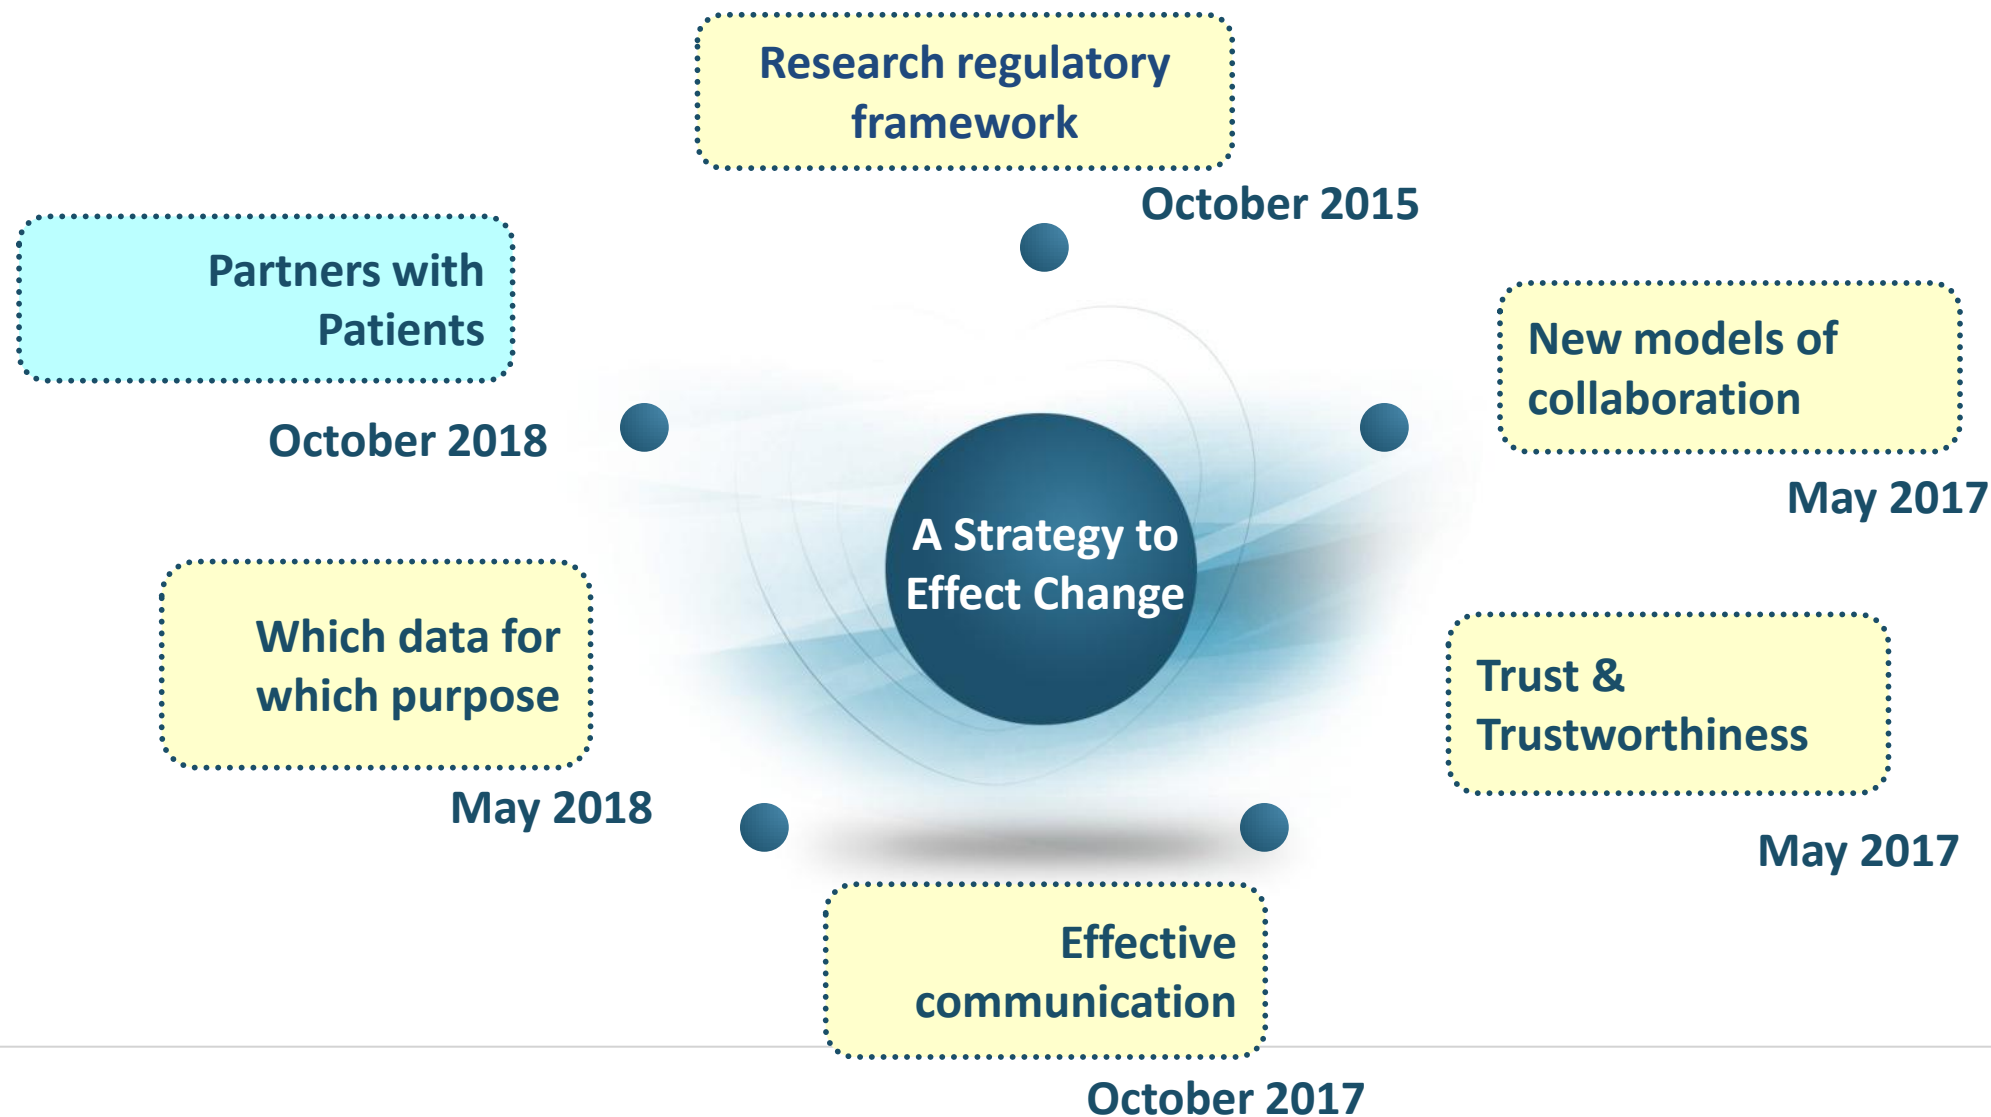 Research regulatory
framework
October 2015
Partners with
Patients
October 2018
New models of
collaboration
May 2017
A Strategy to
Effect Change
Which data for
which purpose
May 2018
Trust &
Trustworthiness
May 2017
Effective
communication
October 2017